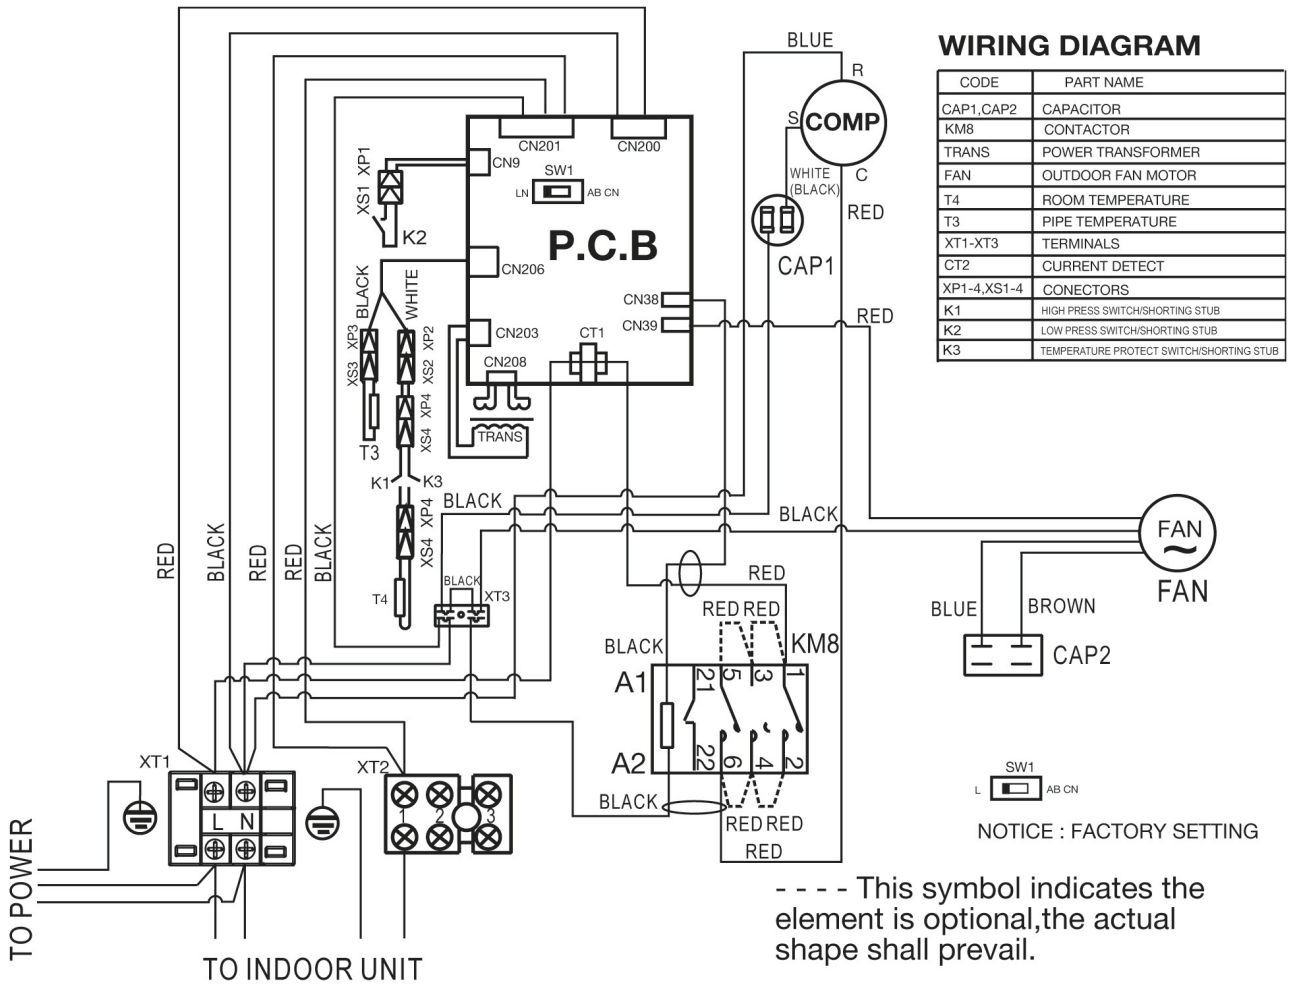 WIRING DIAGRAM
CODE PART NAME
CAP1,CAP2 CAPACITOR
KM8 CONTACTOR
TRANS POWER TRANSFORMER
FAN OUTDOOR FAN MOTOR
T4 ROOM TEMPERATURE
T3 PIPE TEMPERATURE
XT1-XT3 TERMINALS
CT2 CURRENT DETECT
XP1-4,XS1-4 CONECTORS
K1 HIGH PRESS SWITCH/SHORTING STUB
K2 LOW PRESS SWITCH/SHORTING STUB
K3 TEMPERATURE PROTECT SWITCH/SHORTING STUB
BLUE
R
S
COMP
C
WHITE
(BLACK)
RED
CAP1
CN201
CN200
CN9
SW1
LN
AB CN
P.C.B
CN206
CN38
CN39
CN203
CT1
CN208
TRANS
RED
XP1
XS1
K2
BLACK
WHITE
XP3
XS3
XP2
XS2
XP4
XS4
T3
K1
K3
XP4
XS4
T4
BLACK
BLACK
BLACK
XT3
RED
BLACK
RED
RED
BLACK
RED
RED RED
BLACK
KM8
A1
A2
21
5
3
1
22
6
4
2
BLACK
RED RED
RED
FAN
FAN
BLUE
BROWN
CAP2
XT1
L N
XT2
1
2
3
TO POWER
TO INDOOR UNIT
SW1
L
AB CN
NOTICE : FACTORY SETTING
- - - - This symbol indicates the
element is optional,the actual
shape shall prevail.